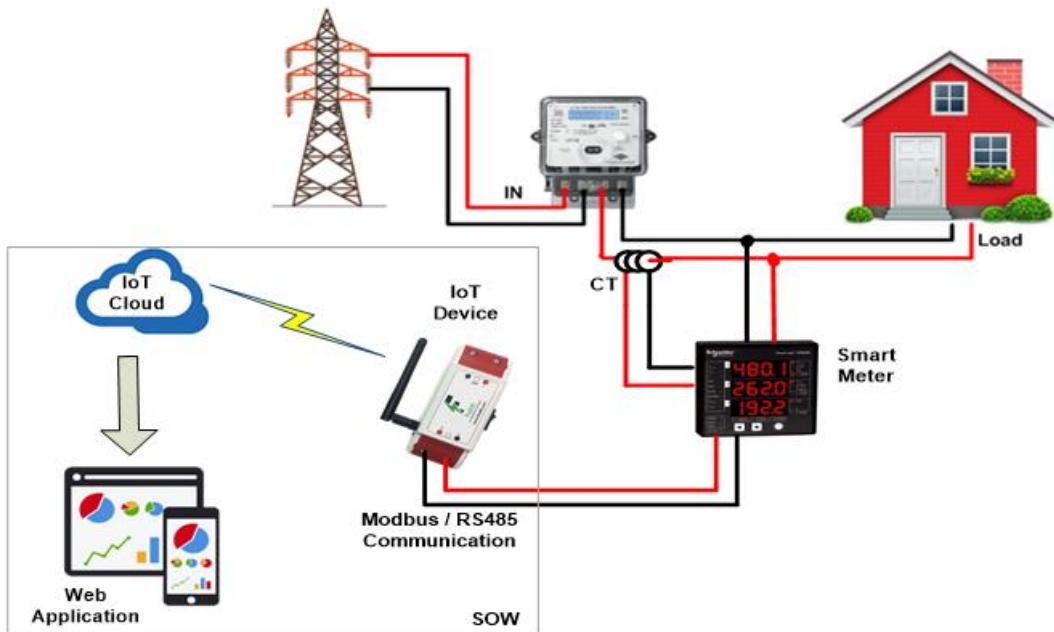 IN
Load
CT
IoT
Cloud
IoT
Device
Smart
Meter
Schneider
480.1
262.0
192.2
Modbus / RS485
Communication
Web
Application
SOW